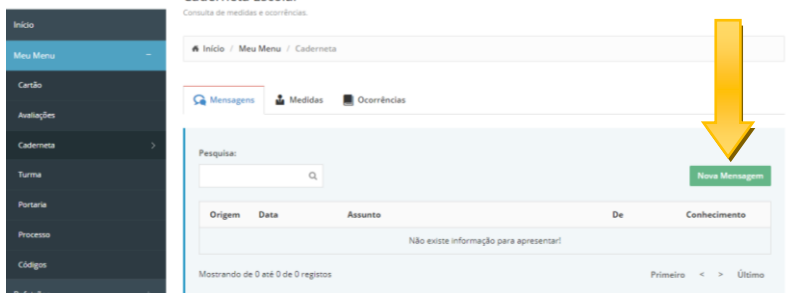 Caderneta Escolar
Consulta de medidas e ocorrências.
Início
Meu Menu −
Cartão
Avaliações
Caderneta >
Turma
Portaria
Processo
Códigos
Início / Meu Menu / Caderneta
Mensagens Medidas Ocorrências
Pesquisa:
Nova Mensagem
Origem Data Assunto De Conhecimento
Não existe informação para apresentar!
Mostrando de 0 até 0 de 0 registos
Primeiro < > Último